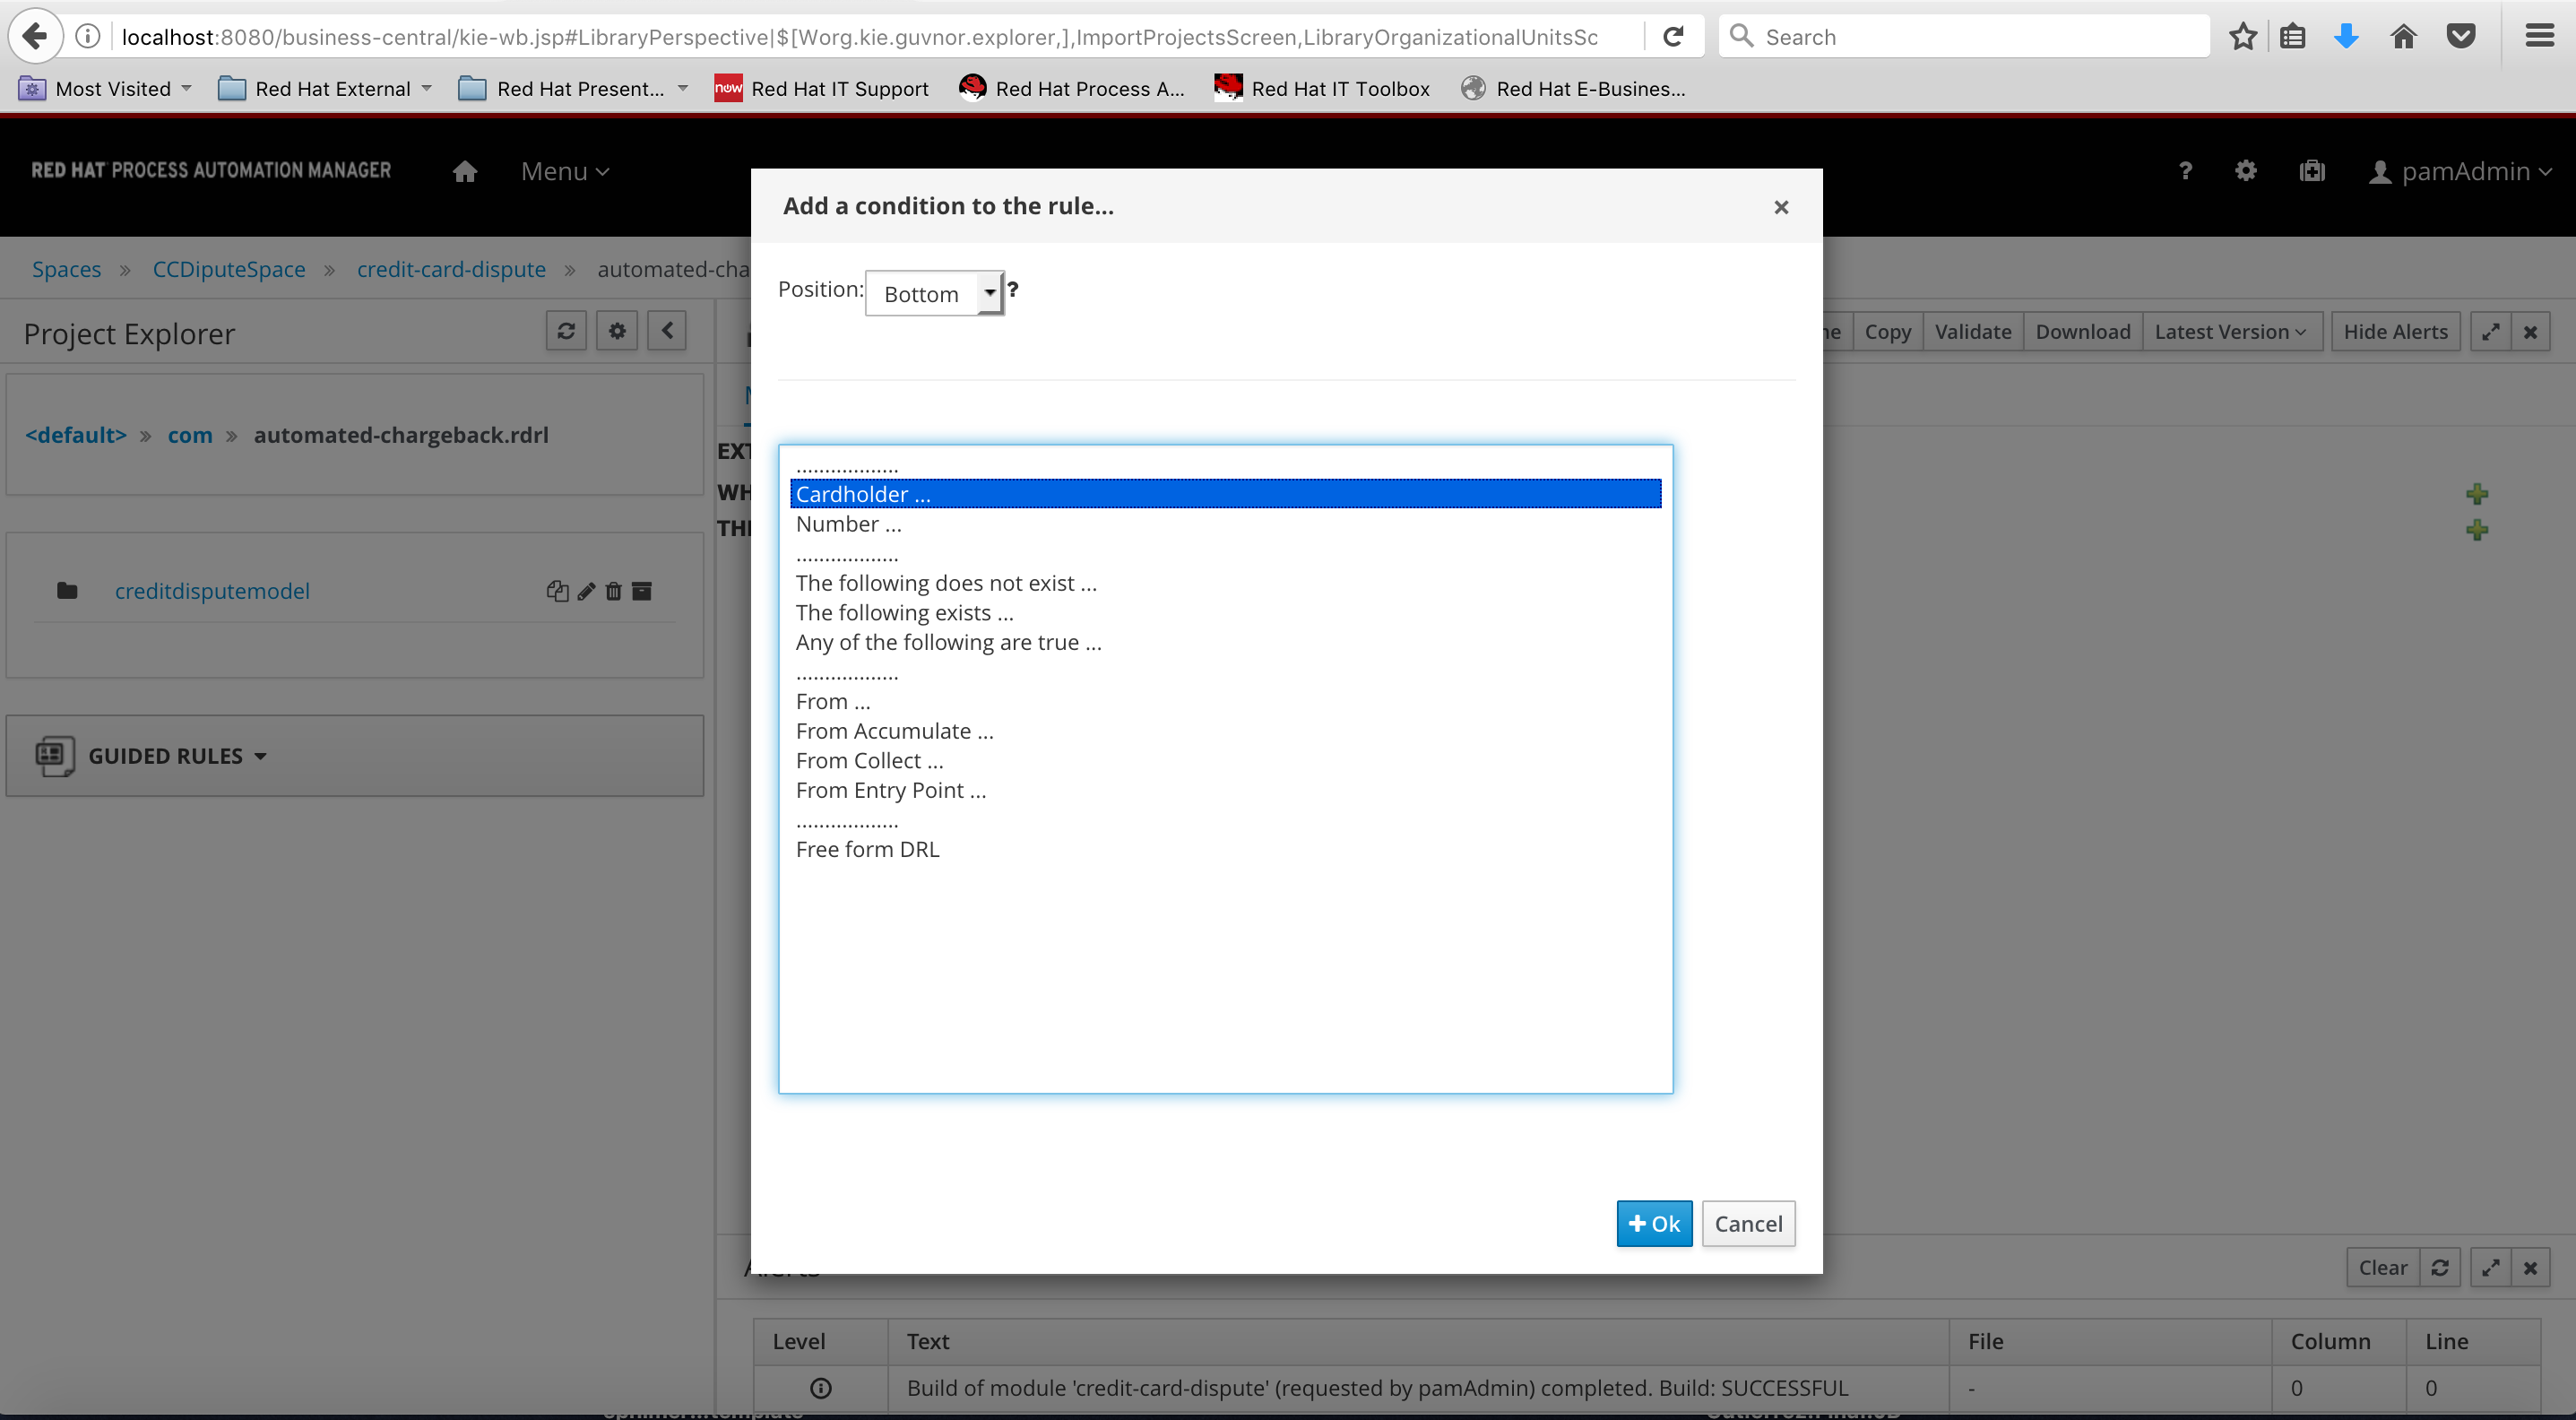 localhost:8080/business-central/kie-wb.jsp#LibraryPerspective|$[Worg.kie.guvnor.explorer,],ImportProjectsScreen,LibraryOrganizationalUnitsSc
Search
Most Visited
Red Hat External
Red Hat Present...
now
Red Hat IT Support
Red Hat Process A...
Red Hat IT Toolbox
Red Hat E-Busines...
RED HAT PROCESS AUTOMATION MANAGER
Menu
?
pamAdmin
Add a condition to the rule...
×
Spaces » CCDiputeSpace » credit-card-dispute » automated-cha
Position:
Bottom
?
Project Explorer
Copy
Validate
Download
Latest Version
Hide Alerts
<default> » com » automated-chargeback.rdrl
EXT
WH
THE
..................
Cardholder ...
Number ...
..................
The following does not exist ...
The following exists ...
Any of the following are true ...
..................
From ...
From Accumulate ...
From Collect ...
From Entry Point ...
..................
Free form DRL
creditdisputemodel
GUIDED RULES
+ Ok
Cancel
Alerts
Clear
Level Text File Column Line
Build of module 'credit-card-dispute' (requested by pamAdmin) completed. Build: SUCCESSFUL - 0 0